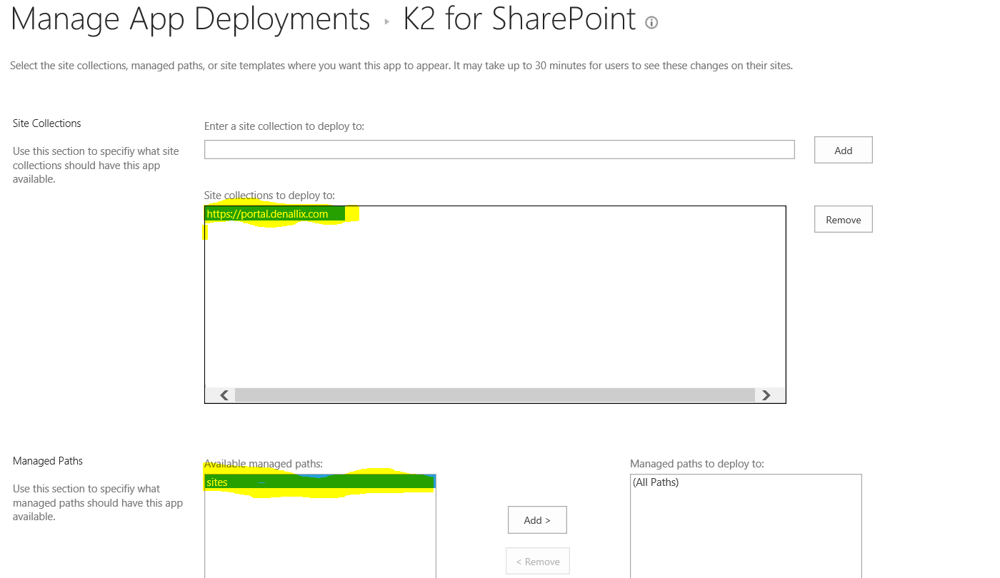 Manage App Deployments ▸ K2 for SharePoint
Select the site collections, managed paths, or site templates where you want this app to appear. It may take up to 30 minutes for users to see these changes on their sites.
Site Collections
Use this section to specifiy what site
collections should have this app
available.
Enter a site collection to deploy to:
Add
Site collections to deploy to:
https://portal.denallix.com
Remove
Managed Paths
Use this section to specifiy what
managed paths should have this app
available.
Available managed paths:
sites
Add >
< Remove
Managed paths to deploy to:
(All Paths)